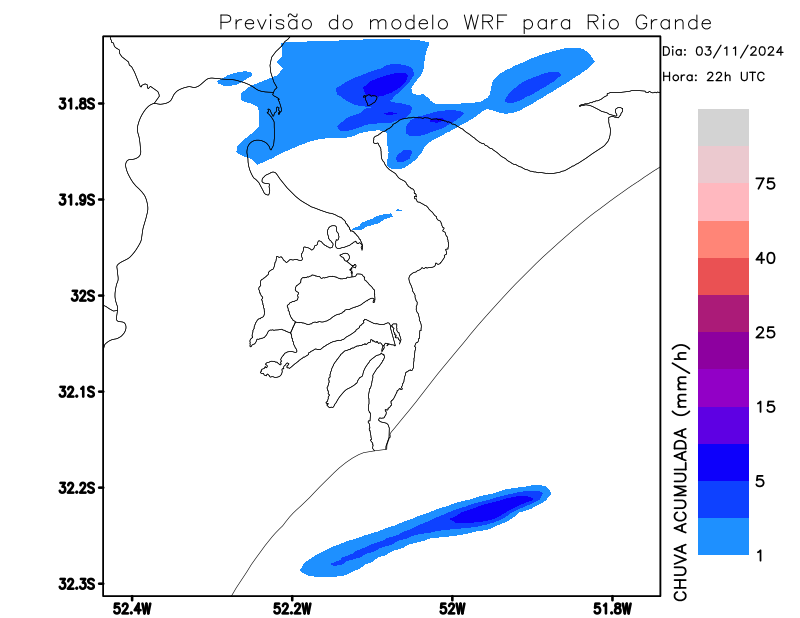 Previsão do modelo WRF para Rio Grande
Dia: 03/11/2024
Hora: 22h UTC
31.8S
31.9S
32S
32.1S
32.2S
32.3S
52.4W
52.2W
52W
51.8W
75
40
25
15
5
1
CHUVA ACUMULADA (mm/h)